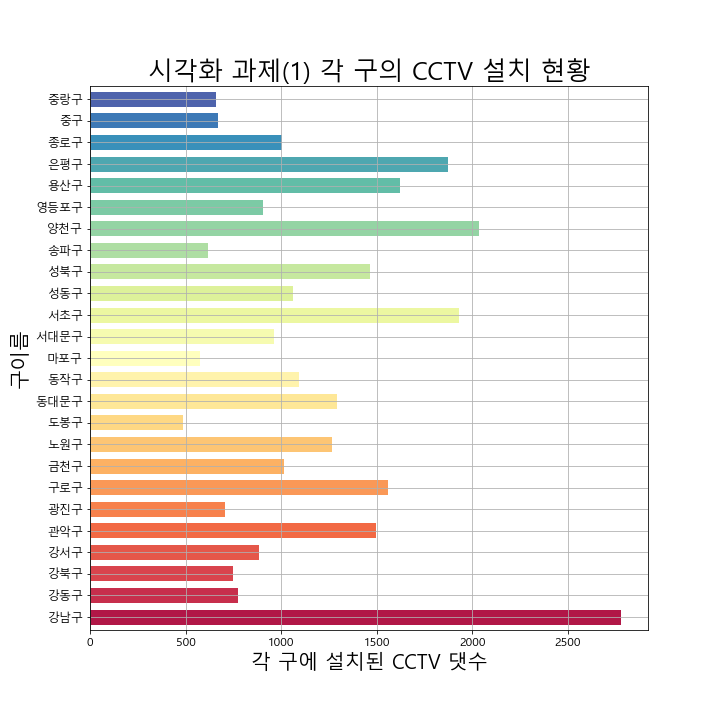 시각화 과제(1) 각 구의 CCTV 설치 현황
구이름
중랑구
중구
종로구
은평구
용산구
영등포구
양천구
송파구
성북구
성동구
서초구
서대문구
마포구
동작구
동대문구
도봉구
노원구
금천구
구로구
광진구
관악구
강서구
강북구
강동구
강남구
0 500 1000 1500 2000 2500
각 구에 설치된 CCTV 댓수